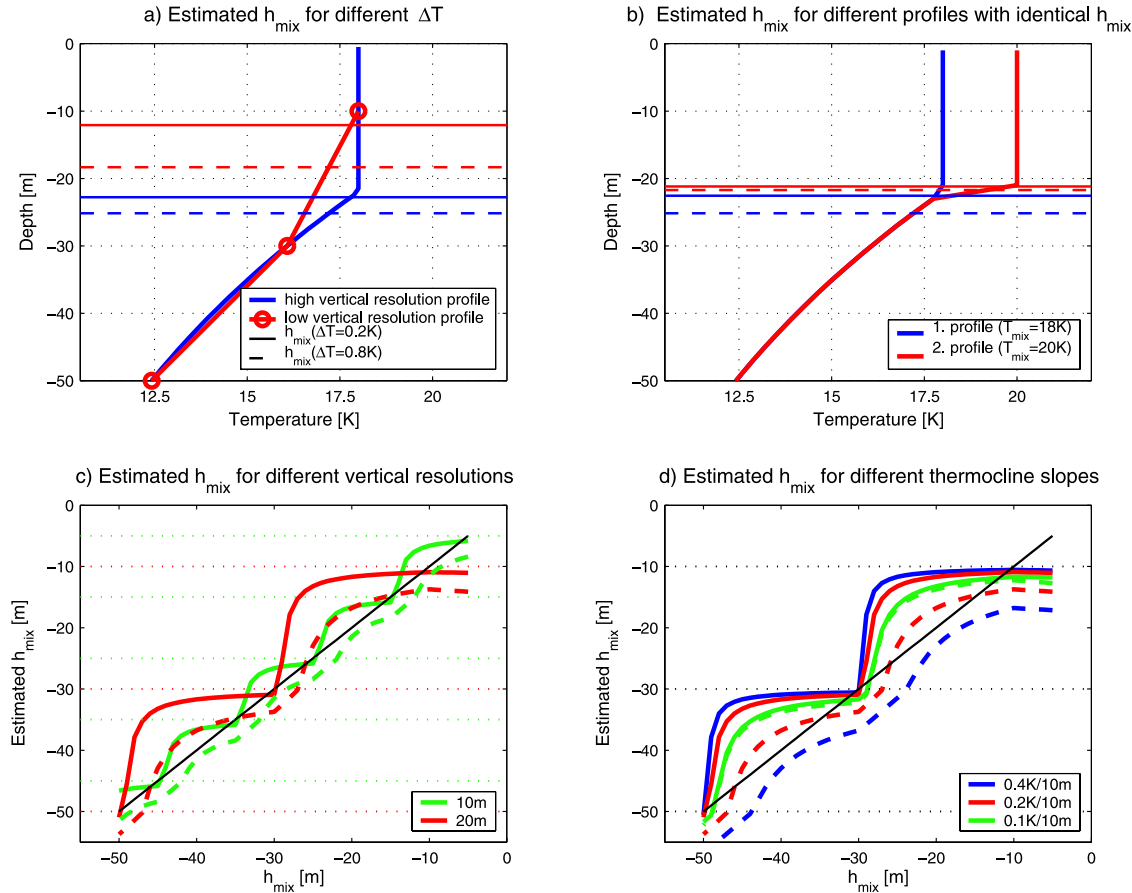 a) Estimated h_mix for different ΔT
0
−10
−20
−30
−40
−50
Depth [m]
12.5
15
17.5
20
Temperature [K]
high vertical resolution profile
low vertical resolution profile
h_mix(ΔT=0.2K)
h_mix(ΔT=0.8K)
b) Estimated h_mix for different profiles with identical h_mix
0
−10
−20
−30
−40
−50
Depth [m]
12.5
15
17.5
20
Temperature [K]
1. profile (T_mix=18K)
2. profile (T_mix=20K)
c) Estimated h_mix for different vertical resolutions
0
−10
−20
−30
−40
−50
Estimated h_mix [m]
−50
−40
−30
−20
−10
0
h_mix [m]
10m
20m
d) Estimated h_mix for different thermocline slopes
0
−10
−20
−30
−40
−50
Estimated h_mix [m]
−50
−40
−30
−20
−10
0
h_mix [m]
0.4K/10m
0.2K/10m
0.1K/10m